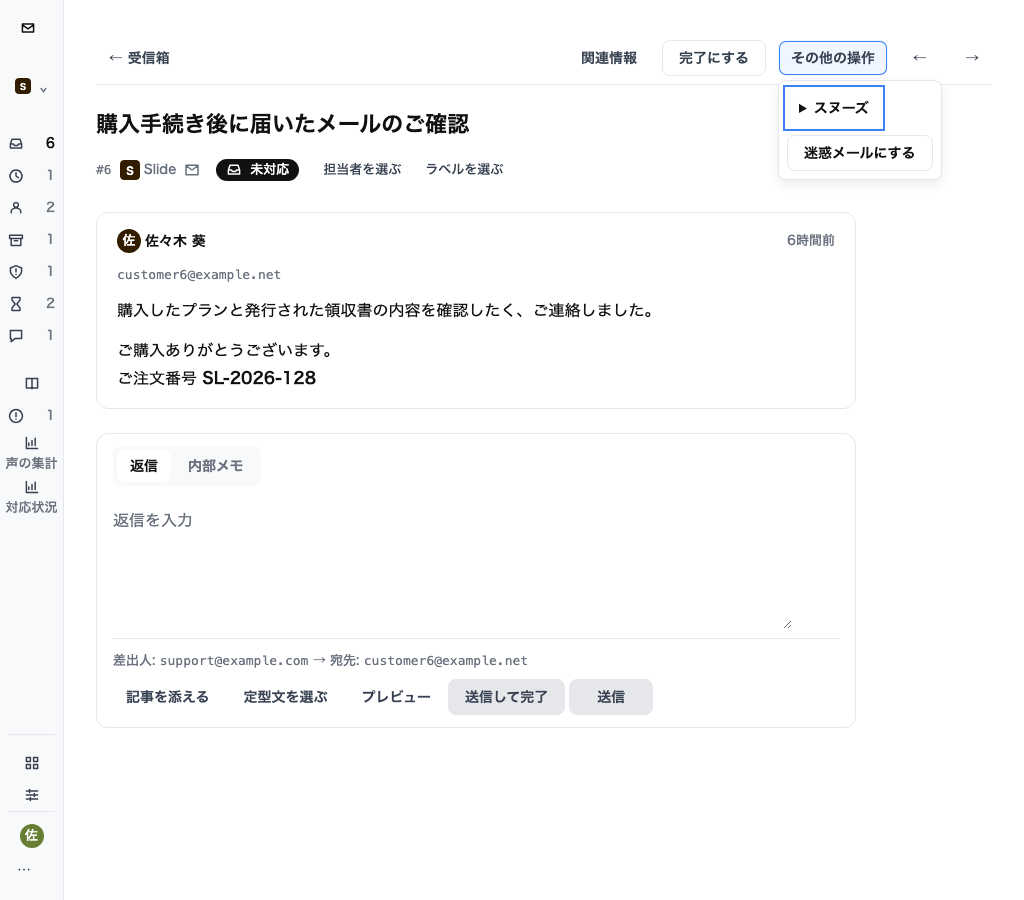 S
6
1
2
1
1
2
1
1
声の集計
対応状況
佐
…
← 受信箱
関連情報
完了にする
その他の操作
←
→
▶ スヌーズ
迷惑メールにする
購入手続き後に届いたメールのご確認
#6 S Slide 未対応 担当者を選ぶ ラベルを選ぶ
佐 佐々木 葵 6時間前
customer6@example.net
購入したプランと発行された領収書の内容を確認したく、ご連絡しました。
ご購入ありがとうございます。
ご注文番号 SL-2026-128
返信 内部メモ
返信を入力
差出人: support@example.com → 宛先: customer6@example.net
記事を添える 定型文を選ぶ プレビュー 送信して完了 送信